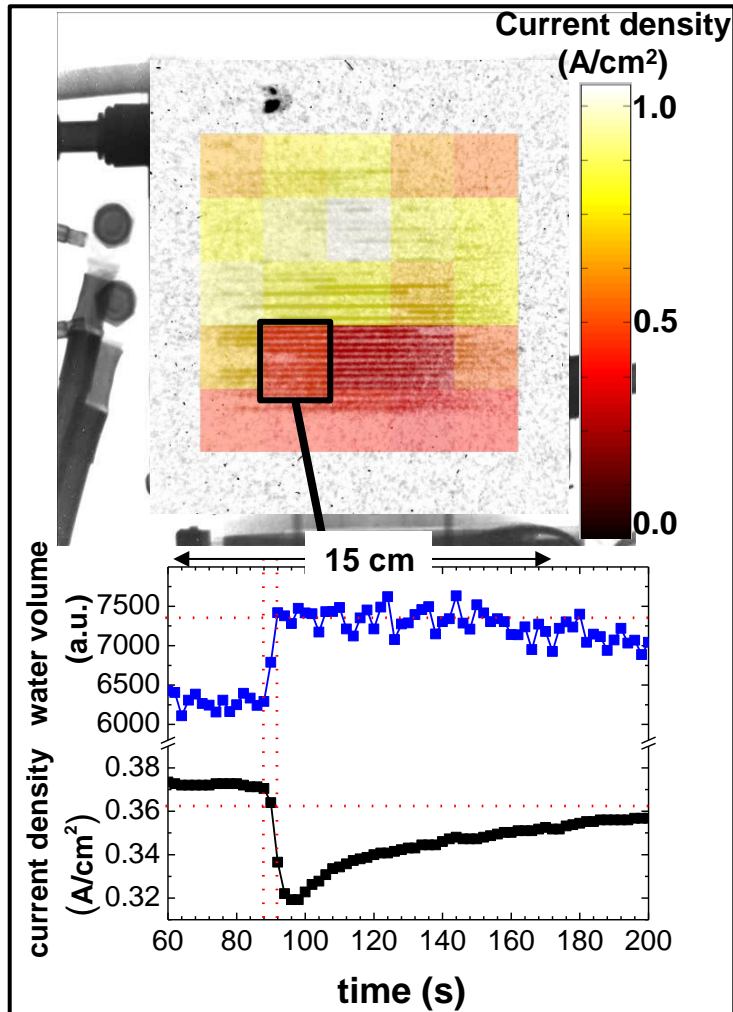 Current density
(A/cm²)
1.0
0.5
0.0
15 cm
water volume
(a.u.)
7500
7000
6500
6000
current density
(A/cm²)
0.38
0.36
0.34
0.32
60 80 100 120 140 160 180 200
time (s)